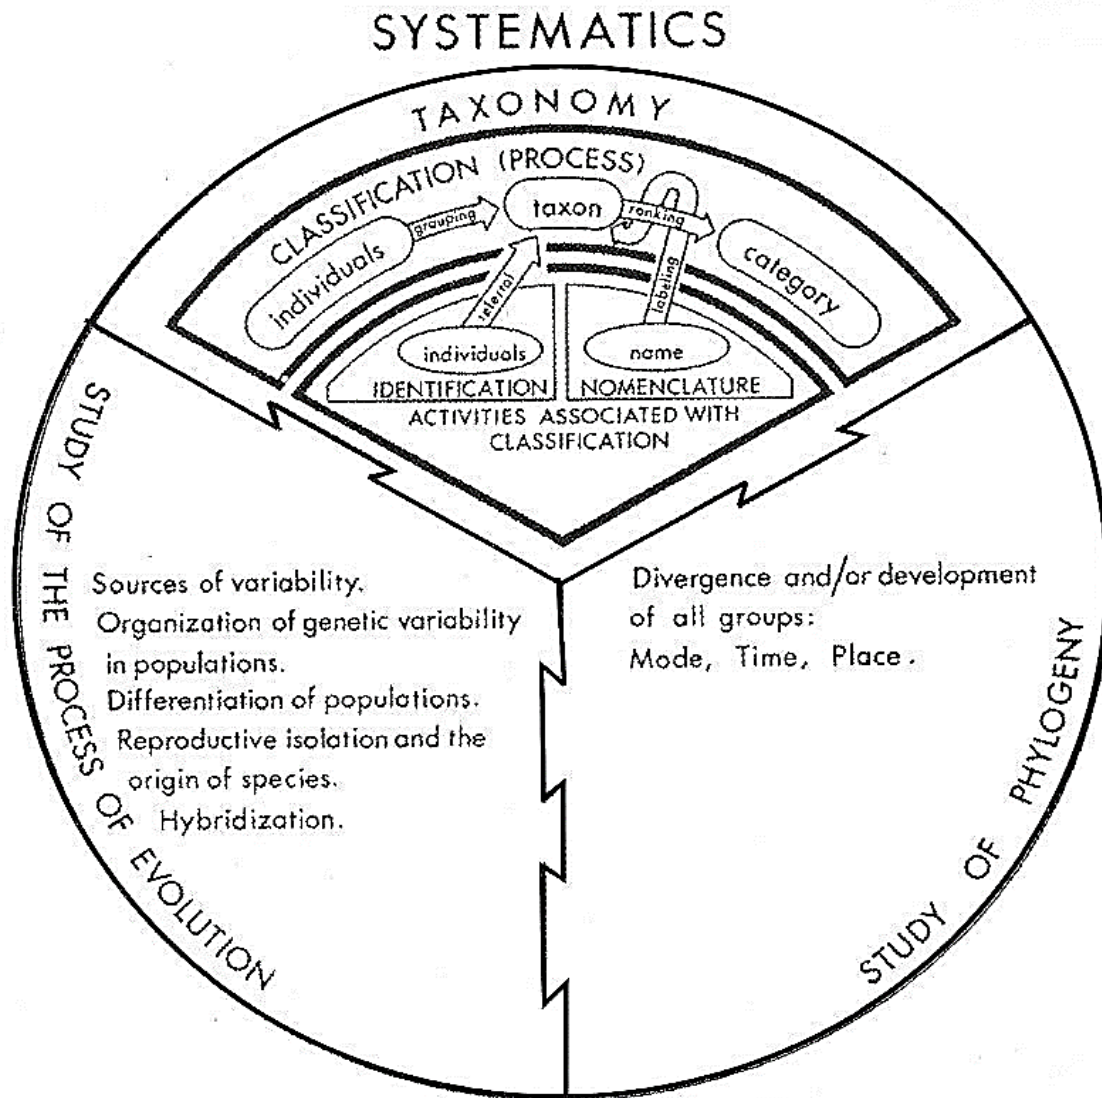 SYSTEMATICS
TAXONOMY
CLASSIFICATION (PROCESS)
individuals
grouping
taxon
ranking
category
referral
labeling
individuals
name
IDENTIFICATION
NOMENCLATURE
ACTIVITIES ASSOCIATED WITH
CLASSIFICATION
STUDY OF THE PROCESS OF EVOLUTION
Sources of variability.
Organization of genetic variability
in populations.
Differentiation of populations.
Reproductive isolation and the
origin of species.
Hybridization.
Divergence and/or development
of all groups:
Mode, Time, Place.
STUDY OF PHYLOGENY